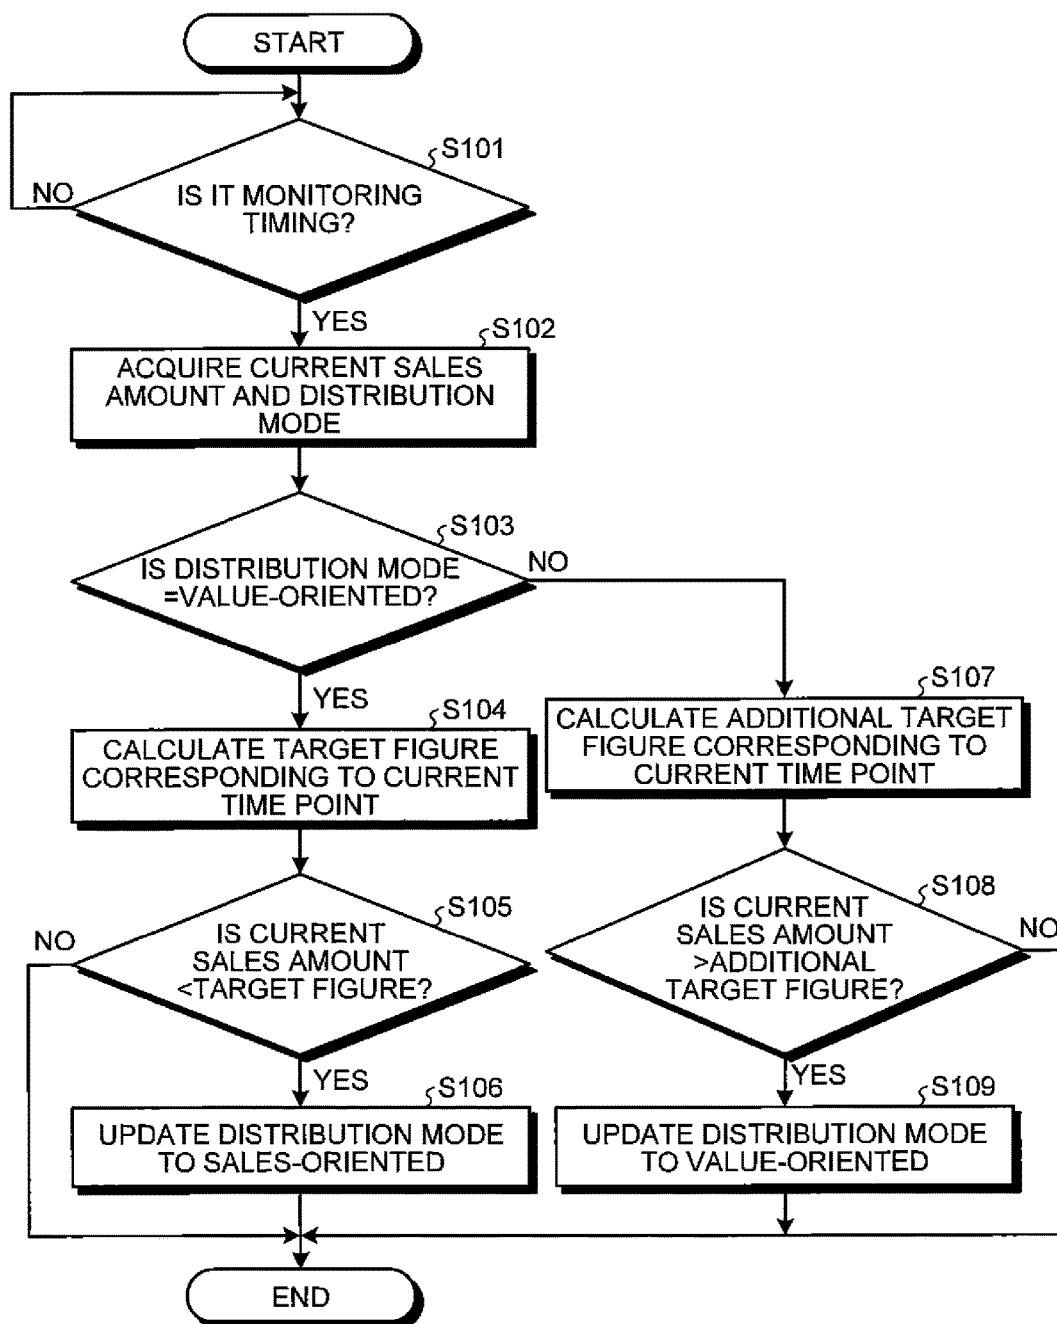 START
S101
NO
IS IT MONITORING
TIMING?
YES
S102
ACQUIRE CURRENT SALES
AMOUNT AND DISTRIBUTION
MODE
S103
IS DISTRIBUTION MODE
=VALUE-ORIENTED?
NO
YES
S104
CALCULATE TARGET FIGURE
CORRESPONDING TO CURRENT
TIME POINT
S107
CALCULATE ADDITIONAL TARGET
FIGURE CORRESPONDING TO
CURRENT TIME POINT
S105
NO
IS CURRENT
SALES AMOUNT
<TARGET FIGURE?
YES
S108
IS CURRENT
SALES AMOUNT
>ADDITIONAL
TARGET FIGURE?
NO
YES
S106
UPDATE DISTRIBUTION MODE
TO SALES-ORIENTED
S109
UPDATE DISTRIBUTION MODE
TO VALUE-ORIENTED
END